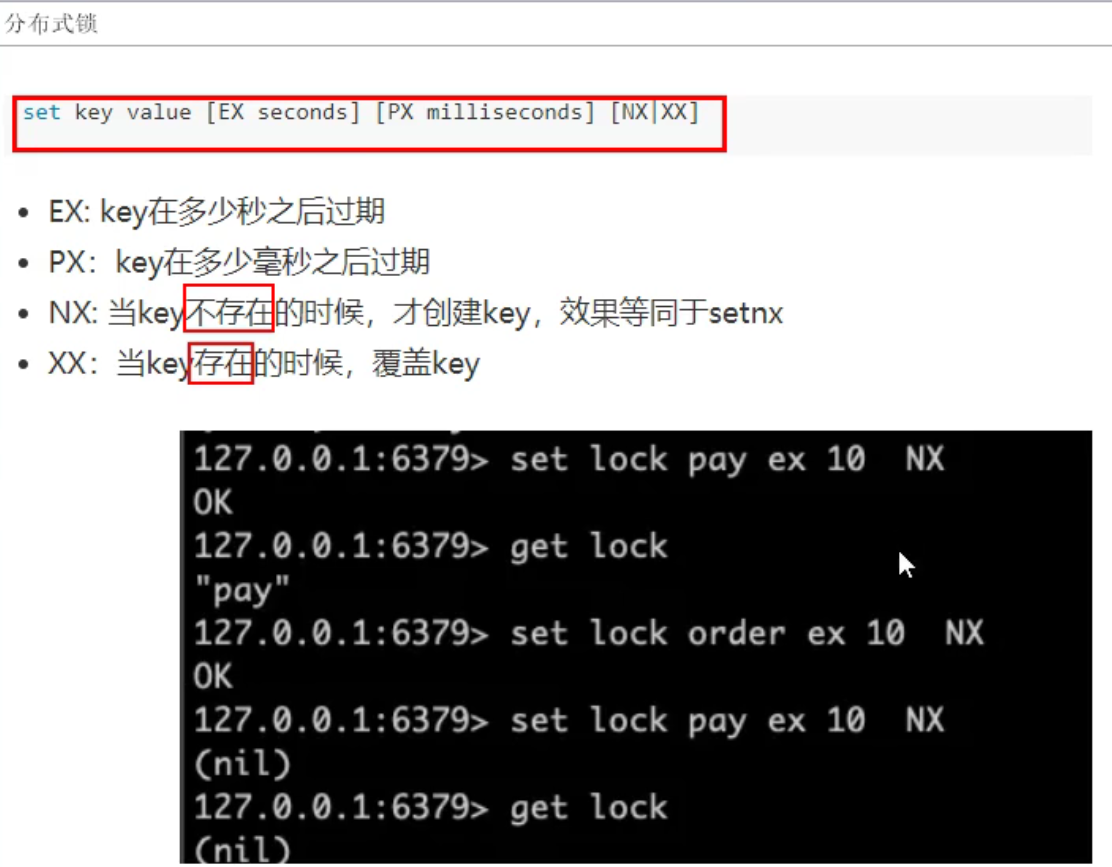 分布式锁
set key value [EX seconds] [PX milliseconds] [NX|XX]
• EX: key在多少秒之后过期
• PX：key在多少毫秒之后过期
• NX: 当key不存在的时候，才创建key，效果等同于setnx
• XX：当key存在的时候，覆盖key
127.0.0.1:6379> set lock pay ex 10  NX
OK
127.0.0.1:6379> get lock
"pay"
127.0.0.1:6379> set lock order ex 10  NX
OK
127.0.0.1:6379> set lock pay ex 10  NX
(nil)
127.0.0.1:6379> get lock
(nil)